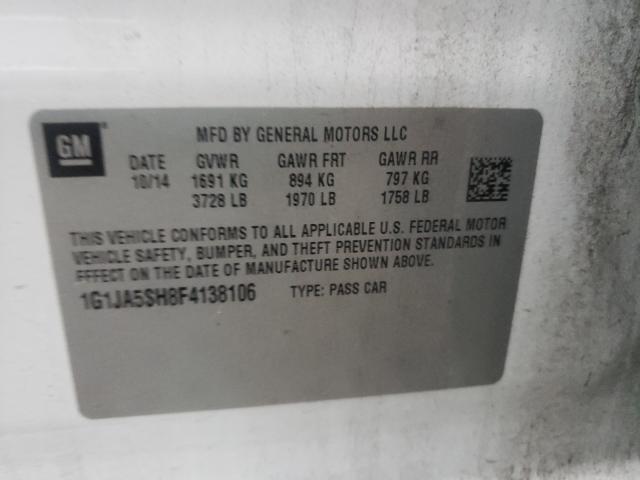 GM®
MFD BY GENERAL MOTORS LLC
DATE GVWR GAWR FRT GAWR RR
10/14 1691 KG 894 KG 797 KG
3728 LB 1970 LB 1758 LB
THIS VEHICLE CONFORMS TO ALL APPLICABLE U.S. FEDERAL MOTOR
VEHICLE SAFETY, BUMPER, AND THEFT PREVENTION STANDARDS IN
EFFECT ON THE DATE OF MANUFACTURE SHOWN ABOVE.
1G1JA5SH8F4138106 TYPE: PASS CAR